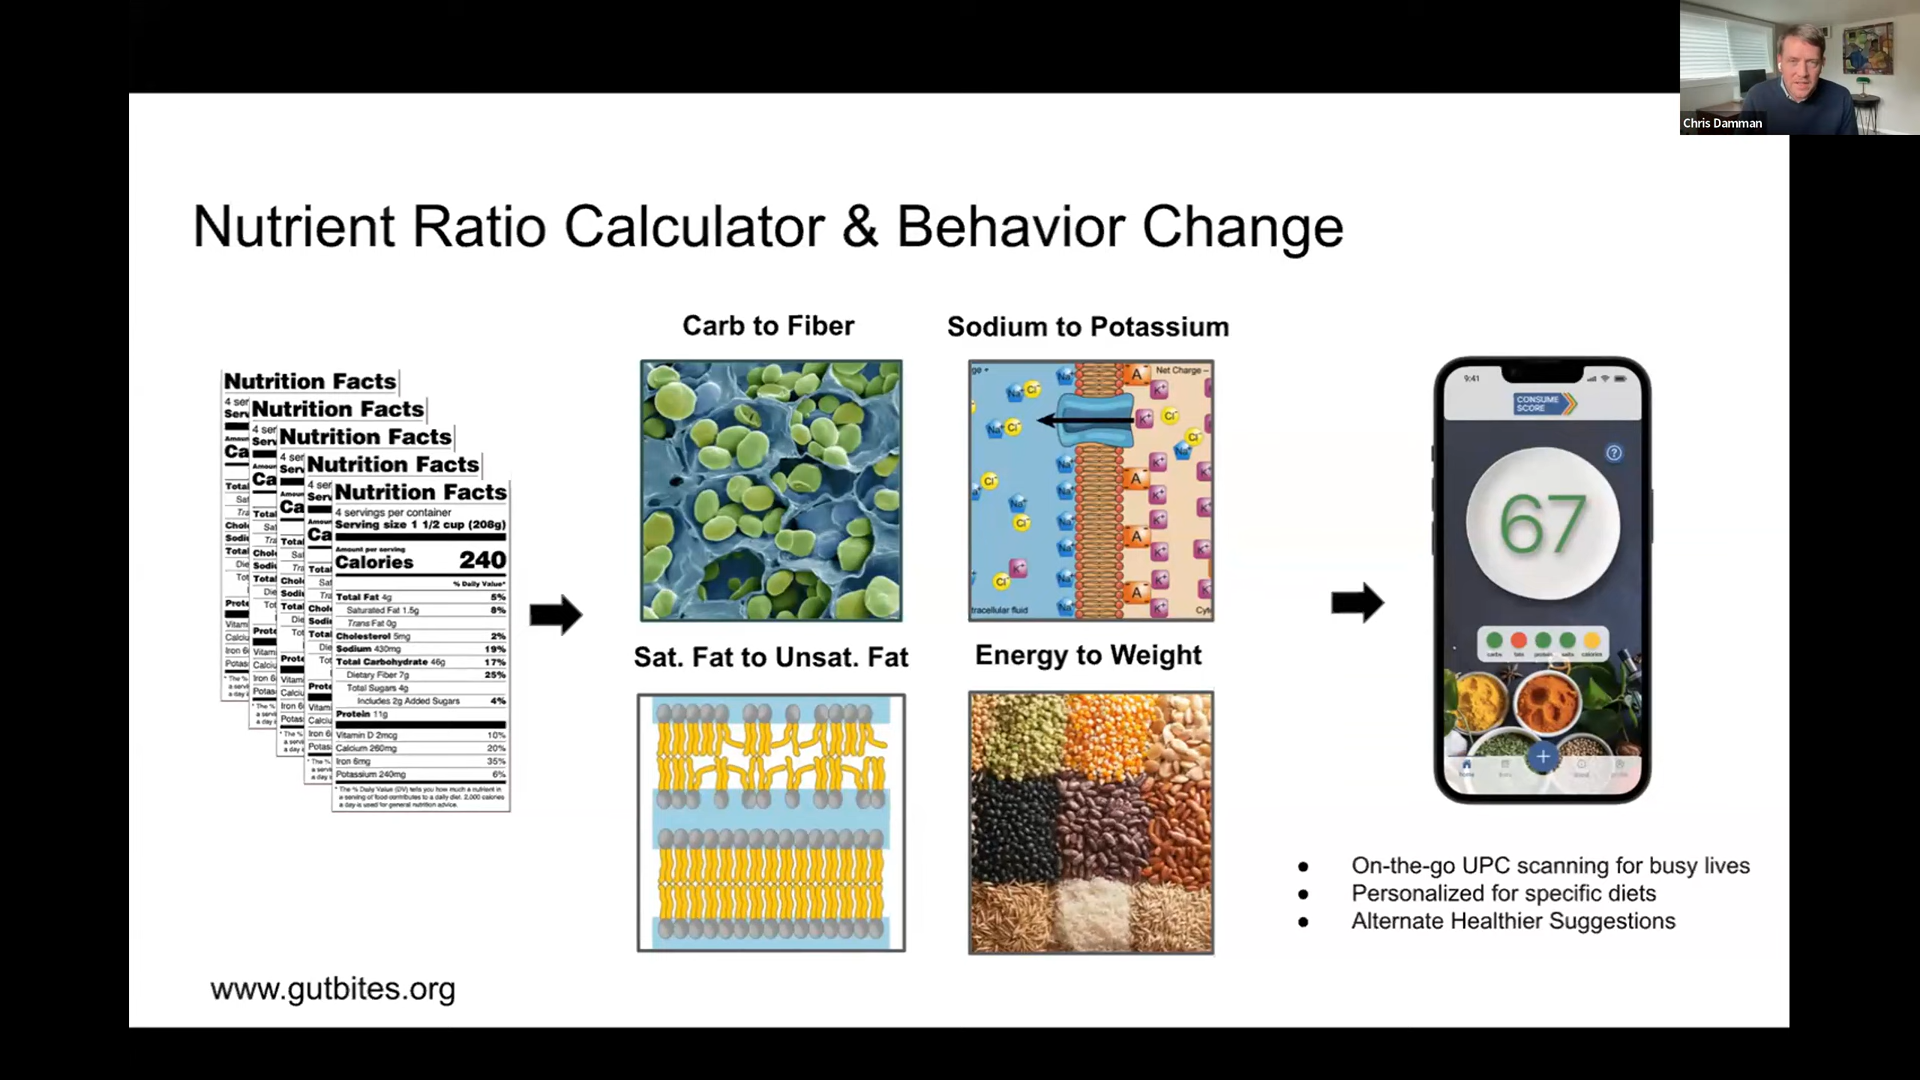 Chris Damman
Nutrient Ratio Calculator & Behavior Change
Nutrition Facts
Nutrition Facts
Nutrition Facts
Nutrition Facts
Nutrition Facts
4 servings per container
Serving size 1 1/2 cup (208g)
Amount per serving
Calories 240
% Daily Value*
Total Fat 4g 5%
Saturated Fat 1.5g 8%
Trans Fat 0g
Cholesterol 5mg 2%
Sodium 430mg 19%
Total Carbohydrate 46g 17%
Dietary Fiber 7g 25%
Total Sugars 4g
Includes 2g Added Sugars 4%
Protein 11g
Vitamin D 2mcg 10%
Calcium 260mg 20%
Iron 6mg 35%
Potassium 240mg 6%
* The % Daily Value (DV) tells you how much a nutrient in
a serving of food contributes to a daily diet. 2,000 calories
a day is used for general nutrition advice.
Carb to Fiber
Sodium to Potassium
Net Charge –
Sat. Fat to Unsat. Fat
Energy to Weight
9:41
CONSUME
SCORE
?
67
carbs fats protein salts calories
• On-the-go UPC scanning for busy lives
• Personalized for specific diets
• Alternate Healthier Suggestions
www.gutbites.org